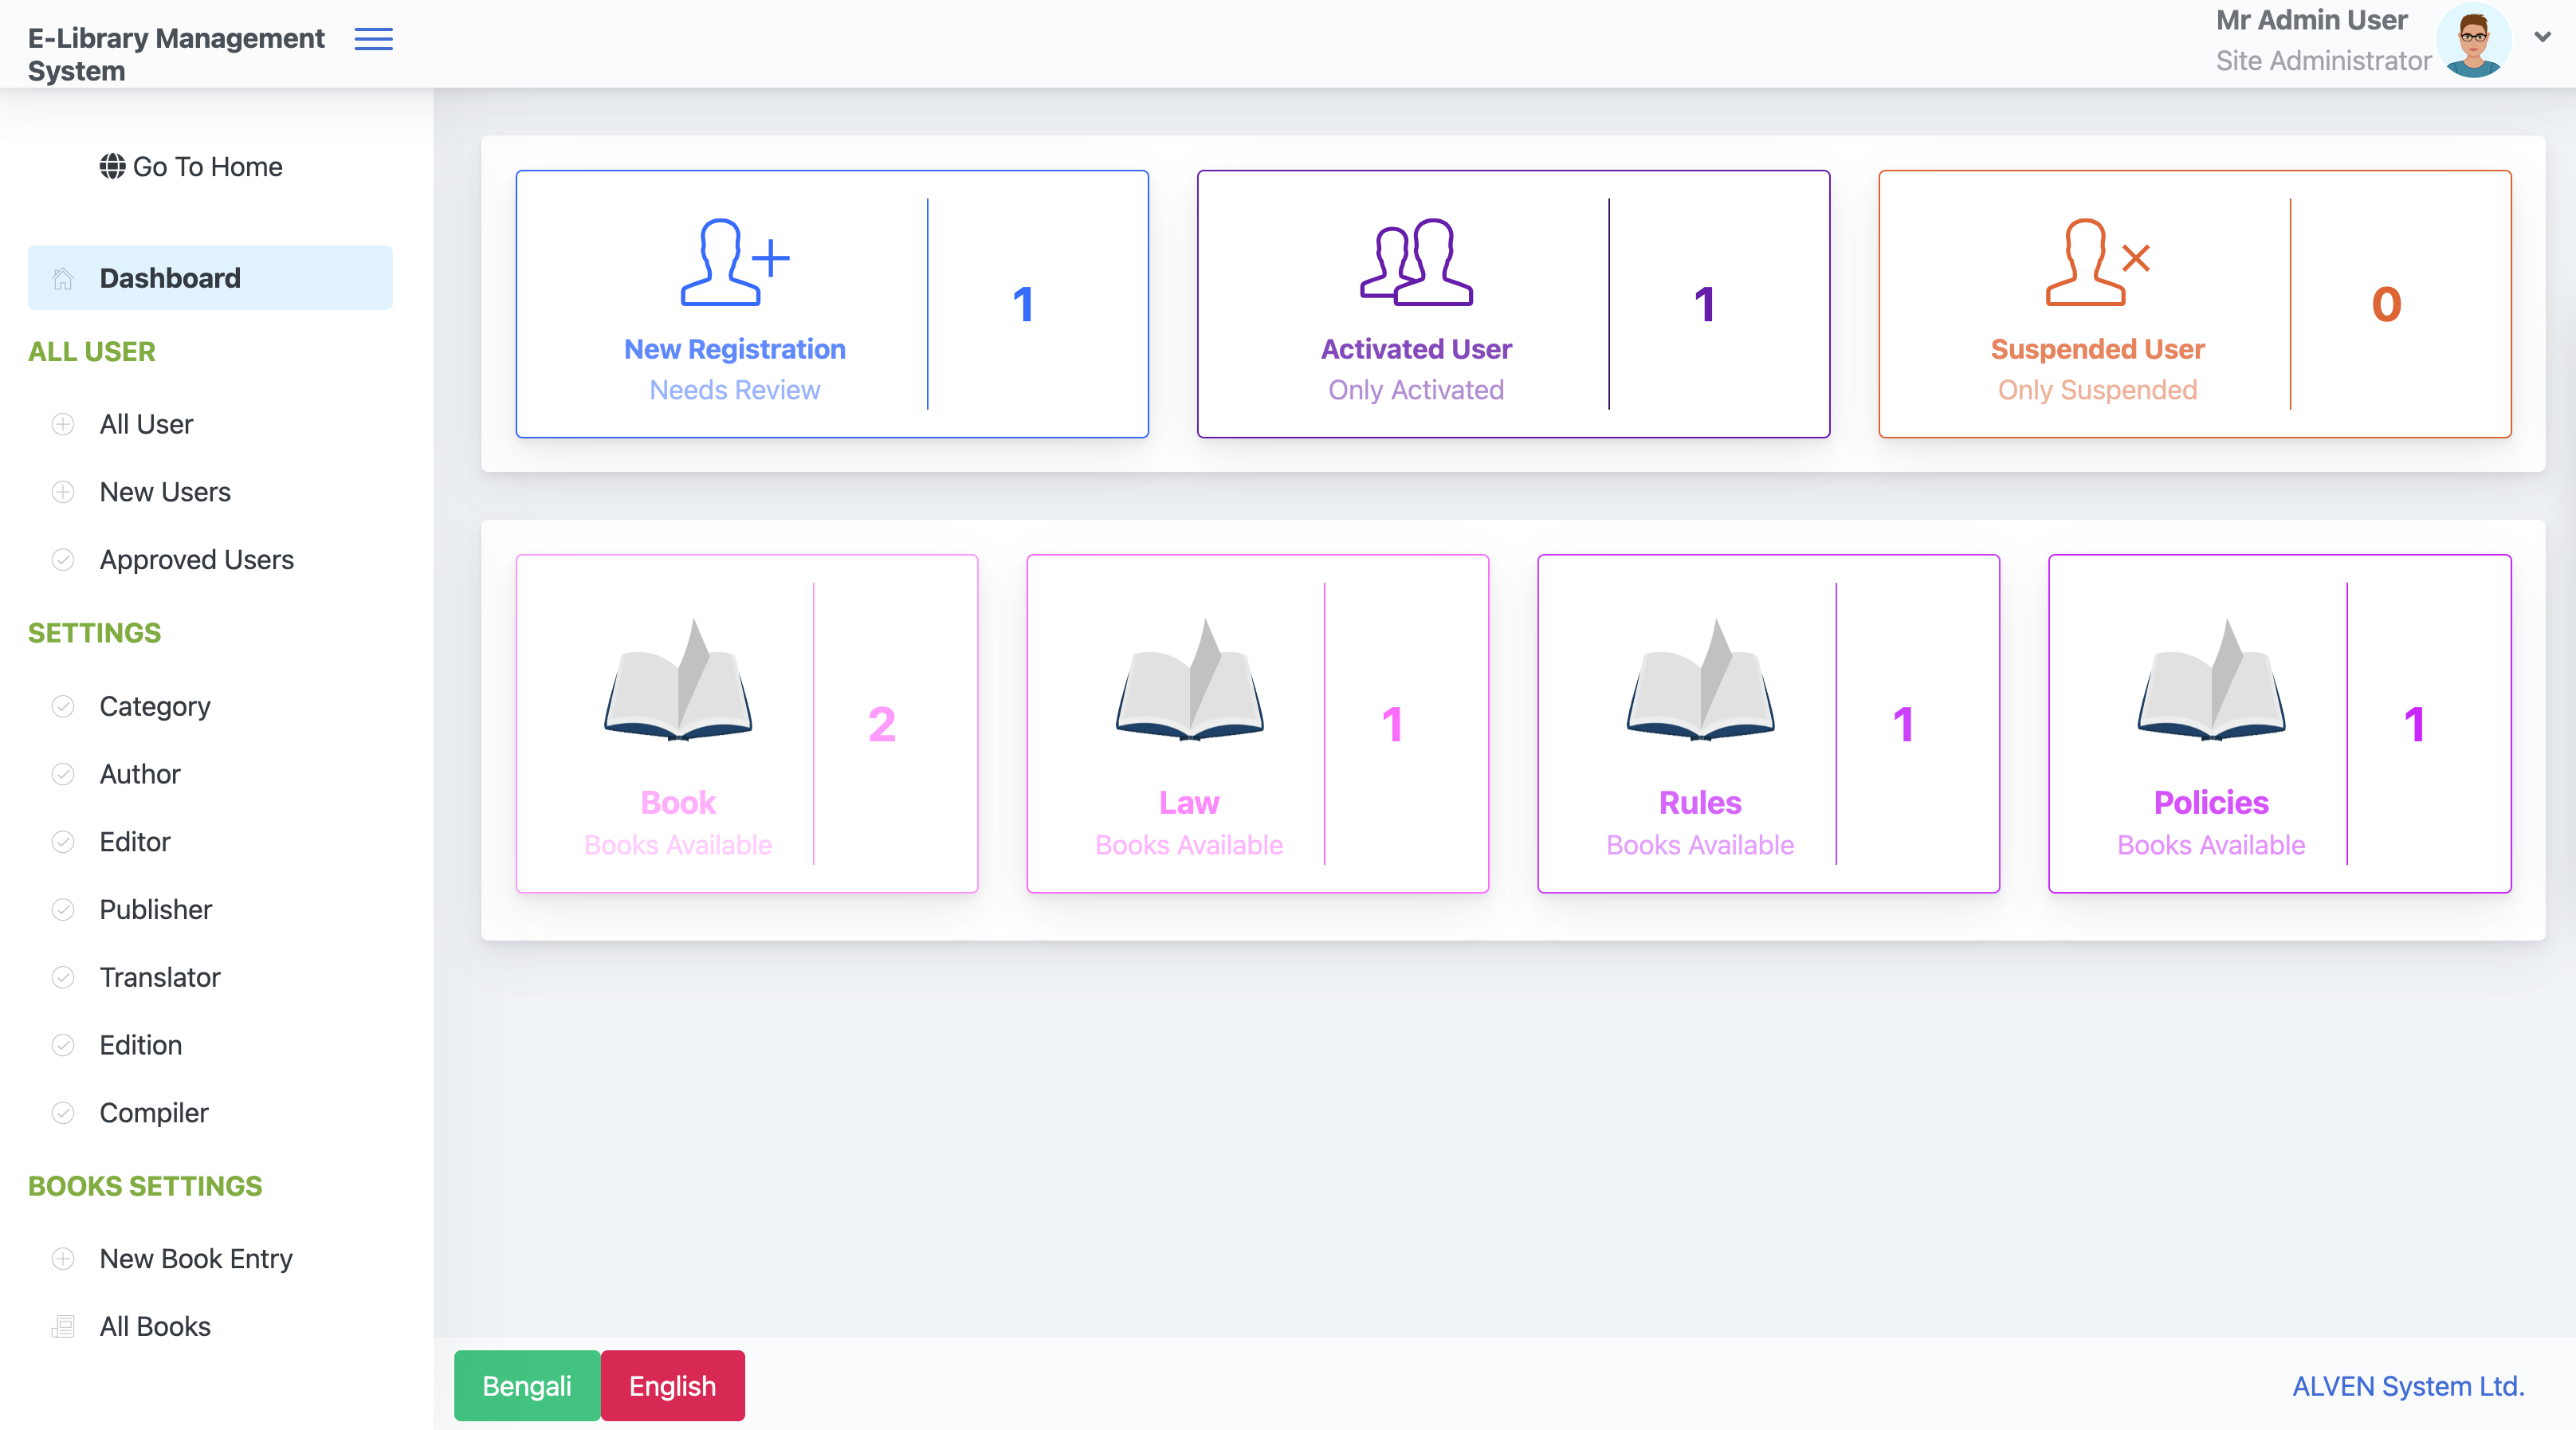 E-Library Management
System
Mr Admin User
Site Administrator
Go To Home
Dashboard
ALL USER
All User
New Users
Approved Users
SETTINGS
Category
Author
Editor
Publisher
Translator
Edition
Compiler
BOOKS SETTINGS
New Book Entry
All Books
New Registration
Needs Review
1
Activated User
Only Activated
1
Suspended User
Only Suspended
0
Book
Books Available
2
Law
Books Available
1
Rules
Books Available
1
Policies
Books Available
1
Bengali
English
ALVEN System Ltd.